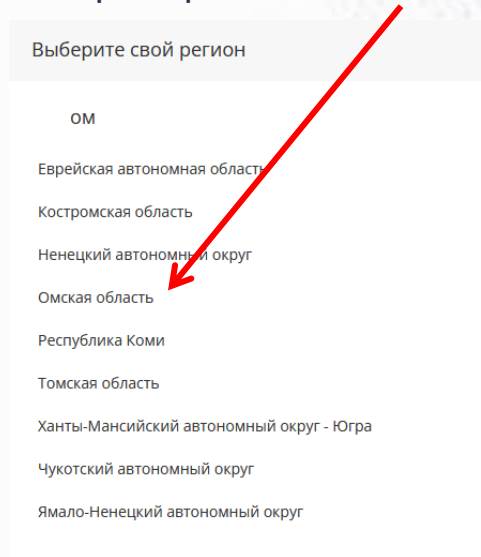 Выберите свой регион
ом
Еврейская автономная область
Костромская область
Ненецкий автономный округ
Омская область
Республика Коми
Томская область
Ханты-Мансийский автономный округ - Югра
Чукотский автономный округ
Ямало-Ненецкий автономный округ